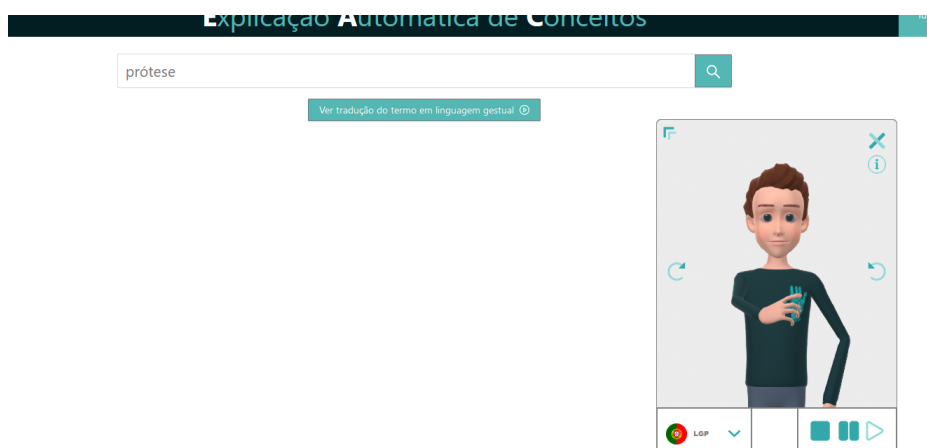 Explicação Automática de Conceitos
prótese
Ver tradução do termo em linguagem gestual
i
LGP